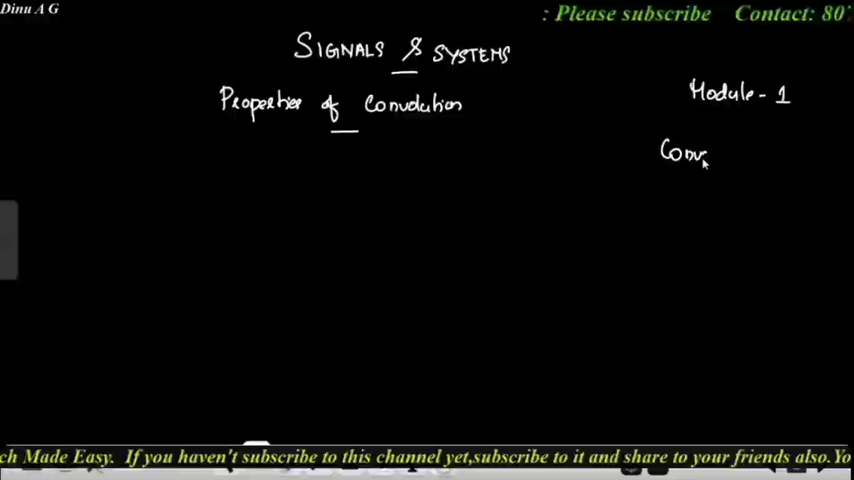 Dinu A G
: Please subscribe Contact: 80
SIGNALS & SYSTEMS
Properties of Convolution
Module - 1
Conv
ch Made Easy. If you haven't subscribe to this channel yet,subscribe to it and share to your friends also.Yo